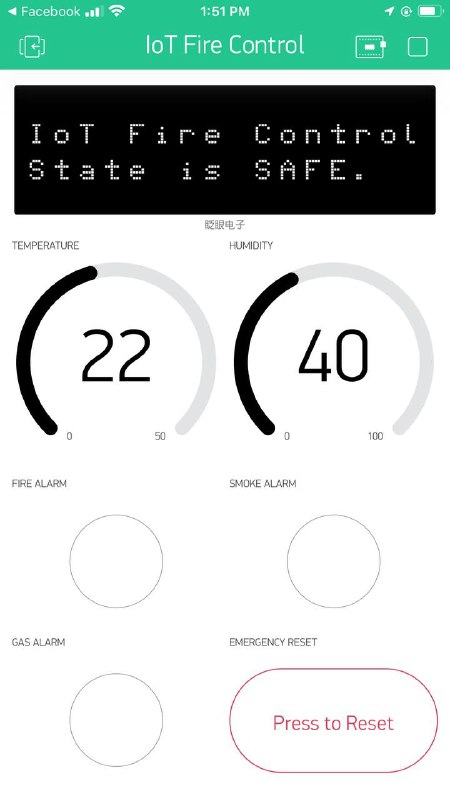 Facebook 1:51 PM
IoT Fire Control
IoT Fire Control
State is SAFE.
眨眼电子
TEMPERATURE HUMIDITY
22 40
0 50 0 100
FIRE ALARM SMOKE ALARM
GAS ALARM EMERGENCY RESET
Press to Reset